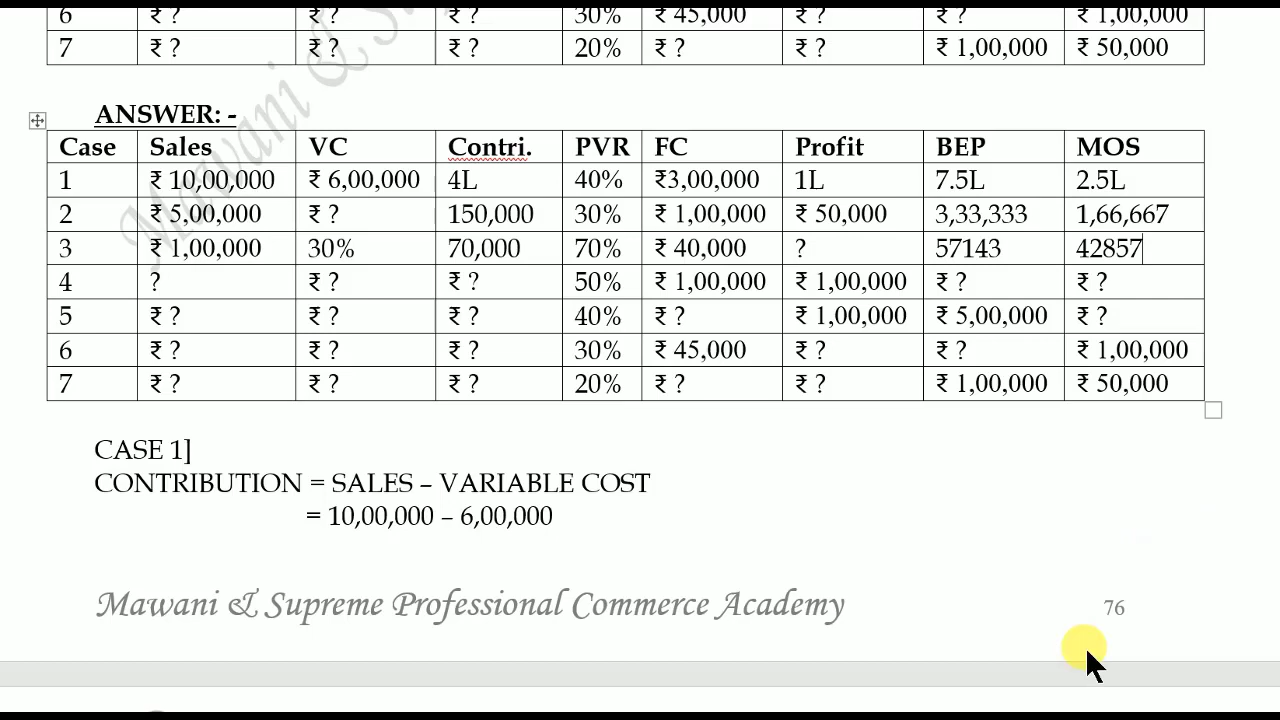 6 ₹ ? ₹ ? ₹ ? 30% ₹ 45,000 ₹ ? ₹ ? ₹ 1,00,000
7 ₹ ? ₹ ? ₹ ? 20% ₹ ? ₹ ? ₹ 1,00,000 ₹ 50,000
ANSWER: -
Case Sales VC Contri. PVR FC Profit BEP MOS
1 ₹ 10,00,000 ₹ 6,00,000 4L 40% ₹3,00,000 1L 7.5L 2.5L
2 ₹ 5,00,000 ₹ ? 150,000 30% ₹ 1,00,000 ₹ 50,000 3,33,333 1,66,667
3 ₹ 1,00,000 30% 70,000 70% ₹ 40,000 ? 57143 42857
4 ? ₹ ? ₹ ? 50% ₹ 1,00,000 ₹ 1,00,000 ₹ ? ₹ ?
5 ₹ ? ₹ ? ₹ ? 40% ₹ ? ₹ 1,00,000 ₹ 5,00,000 ₹ ?
6 ₹ ? ₹ ? ₹ ? 30% ₹ 45,000 ₹ ? ₹ ? ₹ 1,00,000
7 ₹ ? ₹ ? ₹ ? 20% ₹ ? ₹ ? ₹ 1,00,000 ₹ 50,000
Mawani & Su
CASE 1]
CONTRIBUTION = SALES – VARIABLE COST
= 10,00,000 – 6,00,000
Mawani & Supreme Professional Commerce Academy 76